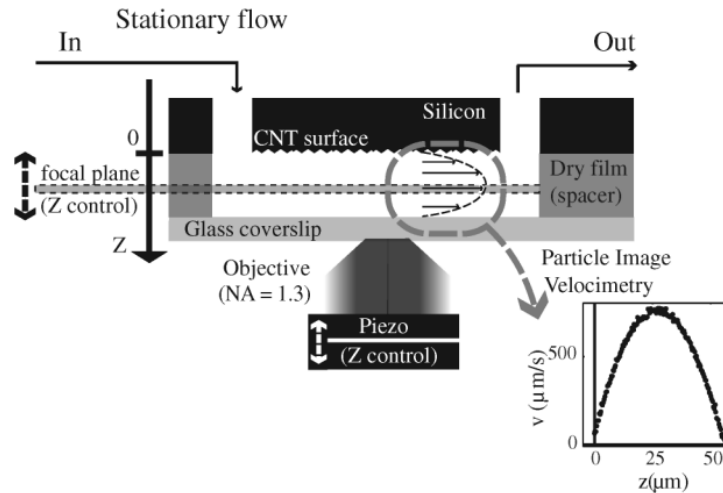 Stationary flow
In
Out
Silicon
CNT surface
0
focal plane
(Z control)
Dry film
(spacer)
Z
Glass coverslip
Objective
(NA = 1.3)
Particle Image
Velocimetry
Piezo
(Z control)
500
v (μm/s)
0
0 25 50
z(μm)